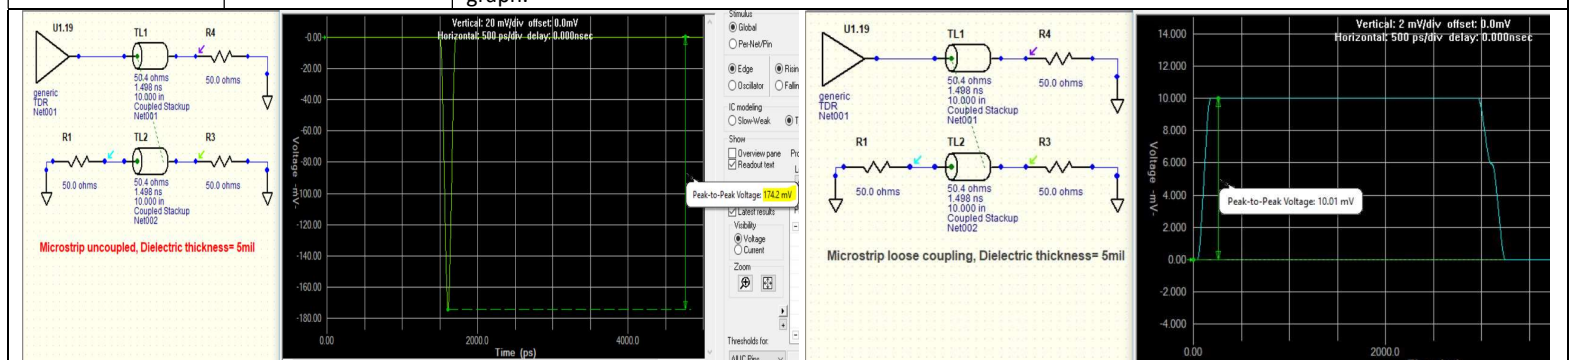 graph.
U1.19
TL1
R4
50.4 ohms
1.498 ns
10.000 in
Coupled Stackup
Net001
50.0 ohms
generic
TDR
Net001
R1
TL2
R3
50.0 ohms
50.4 ohms
1.498 ns
10.000 in
Coupled Stackup
Net002
50.0 ohms
Microstrip uncoupled, Dielectric thickness= 5mil
Vertical: 20 mV/div offset: 0.0mV
Horizontal: 500 ps/div delay: 0.000nsec
-0.00
-20.00
-40.00
-60.00
-80.00
-100.00
-120.00
-140.00
-160.00
-180.00
Voltage -mV-
0.00
2000.0
4000.0
Time (ps)
Peak-to-Peak Voltage: 174.2 mV
Stimulus
Global
Per-Net/Pin
Edge
Oscillator
IC modeling
Slow-Weak
Show
Overview pane
Readout text
Latest results
Visibility
Voltage
Current
Zoom
Thresholds for:
U1.19
TL1
R4
50.4 ohms
1.498 ns
10.000 in
Coupled Stackup
Net001
50.0 ohms
generic
TDR
Net001
R1
TL2
R3
50.0 ohms
50.4 ohms
1.498 ns
10.000 in
Coupled Stackup
Net002
50.0 ohms
Microstrip loose coupling, Dielectric thickness= 5mil
Vertical: 2 mV/div offset: 0.0mV
Horizontal: 500 ps/div delay: 0.000nsec
14.000
12.000
10.000
8.000
6.000
4.000
2.000
0.00
-2.000
-4.000
Voltage -mV-
0.00
2000.0
Peak-to-Peak Voltage: 10.01 mV